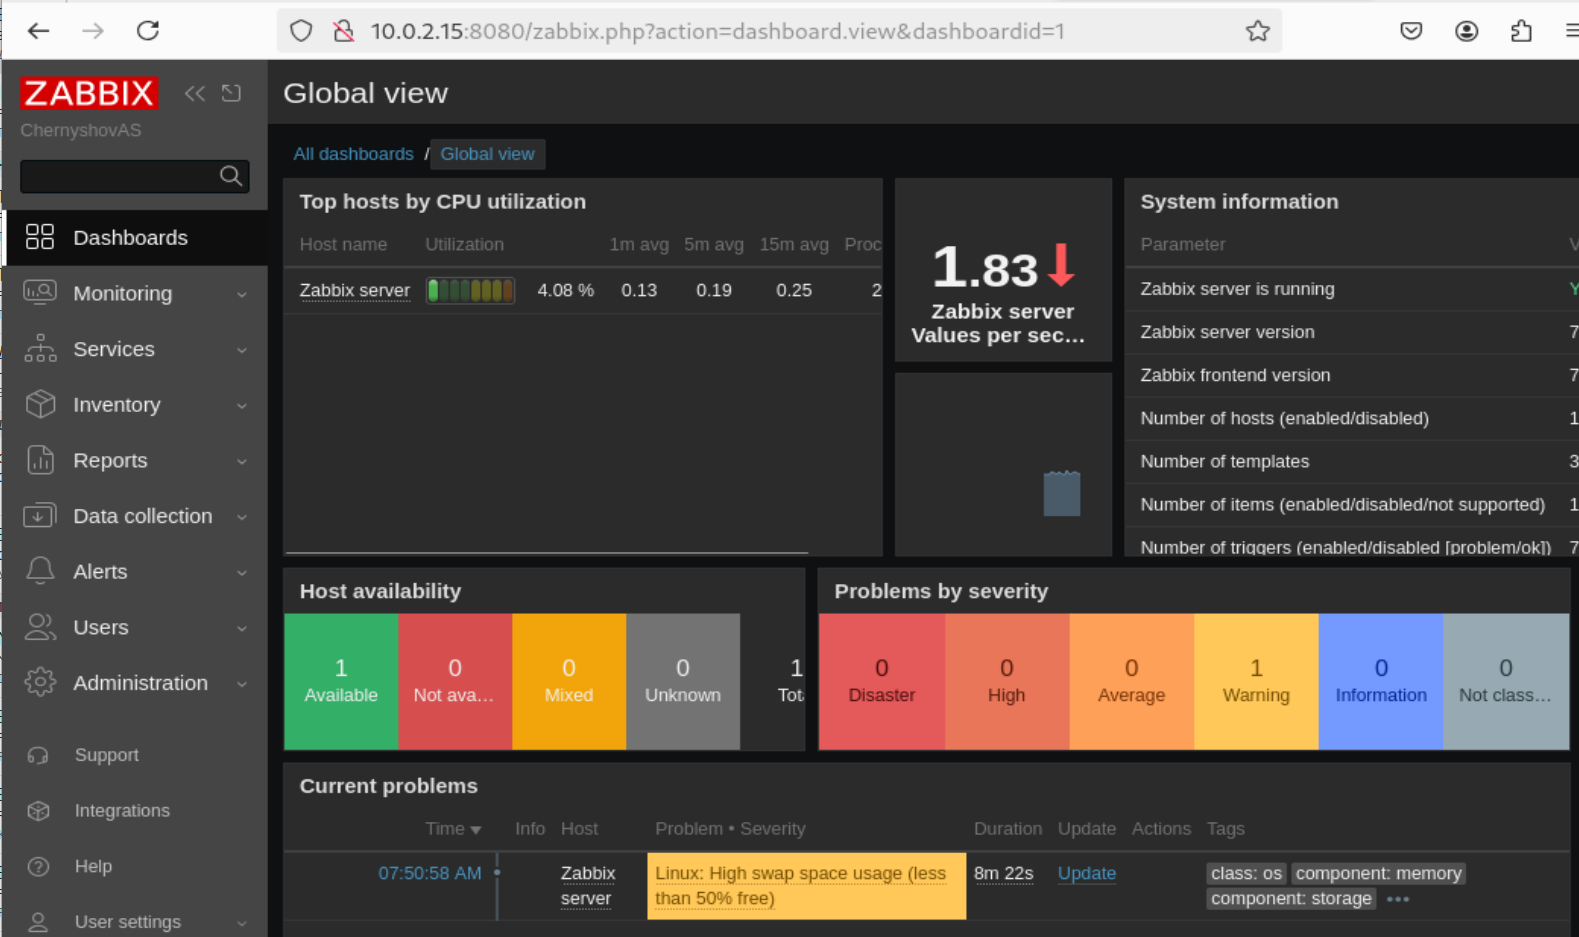 10.0.2.15:8080/zabbix.php?action=dashboard.view&dashboardid=1
ZABBIX
ChernyshovAS
Dashboards
Monitoring
Services
Inventory
Reports
Data collection
Alerts
Users
Administration
Support
Integrations
Help
User settings
Global view
All dashboards / Global view
Top hosts by CPU utilization
Host name Utilization 1m avg 5m avg 15m avg Proc
Zabbix server 4.08 % 0.13 0.19 0.25 2
1.83
Zabbix server
Values per sec...
System information
Parameter V
Zabbix server is running Y
Zabbix server version 7
Zabbix frontend version 7
Number of hosts (enabled/disabled) 1
Number of templates 3
Number of items (enabled/disabled/not supported) 1
Number of triggers (enabled/disabled [problem/ok]) 7
Host availability
1 0 0 0 1
Available Not ava... Mixed Unknown Tot
Problems by severity
0 0 0 1 0 0
Disaster High Average Warning Information Not class...
Current problems
Time Info Host Problem • Severity Duration Update Actions Tags
07:50:58 AM Zabbix Linux: High swap space usage (less 8m 22s Update class: os component: memory
server than 50% free) component: storage •••